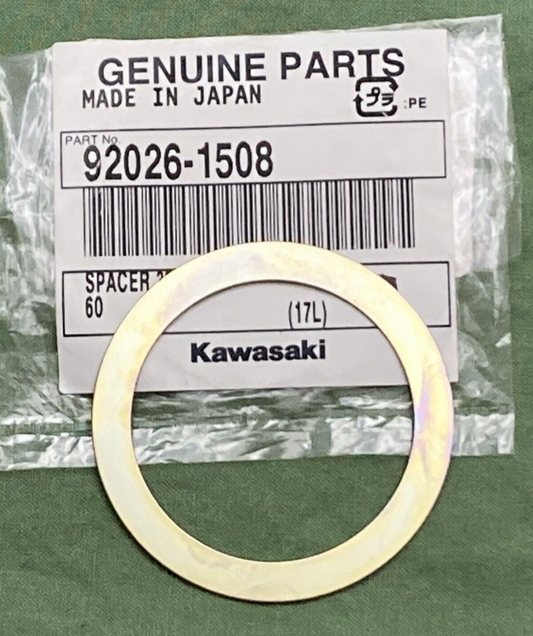 GENUINE PARTS
MADE IN JAPAN
プラ :PE
PART No.
92026-1508
SPACER
60 (17L)
Kawasaki